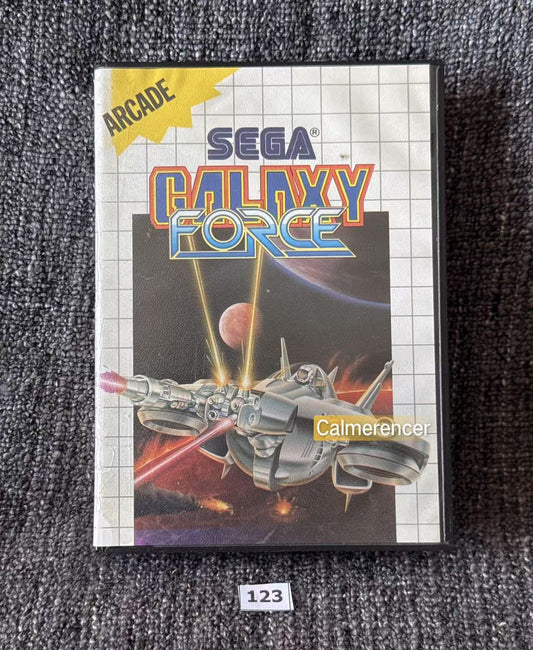 ARCADE
SEGA®
GALAXY
FORCE
Calmerencer
123